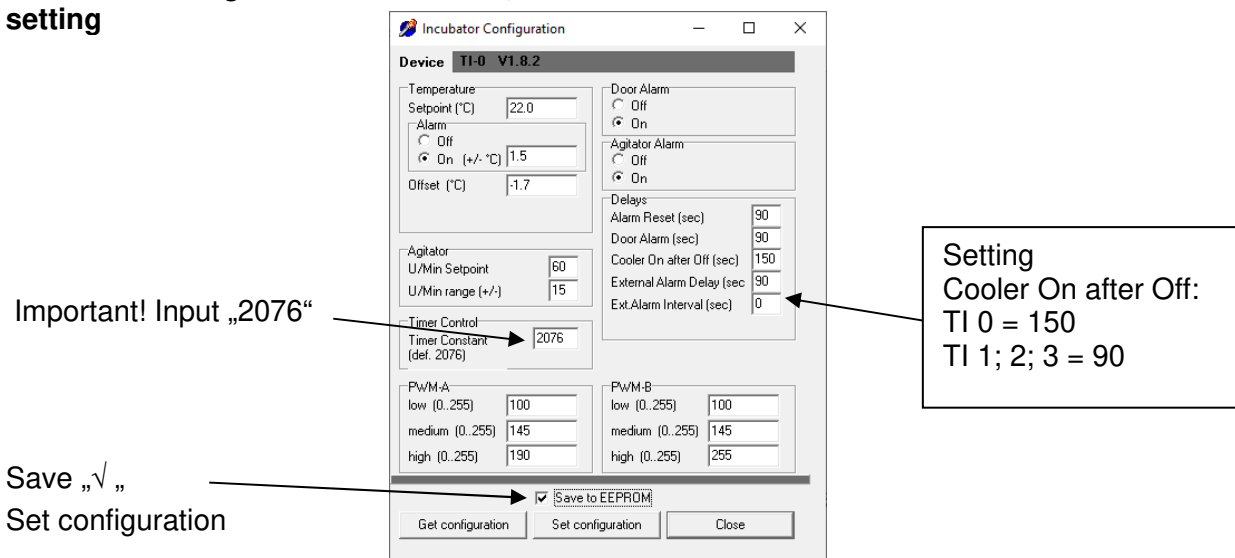 setting
Incubator Configuration
Device TI-0 V1.8.2
Temperature
Setpoint (°C) 22.0
Alarm
Off
On (+/- °C) 1.5
Offset (°C) -1.7
Door Alarm
Off
On
Agitator Alarm
Off
On
Delays
Alarm Reset (sec) 90
Door Alarm (sec) 90
Cooler On after Off (sec) 150
External Alarm Delay (sec 90
Ext.Alarm Interval (sec) 0
Agitator
U/Min Setpoint 60
U/Min range (+/-) 15
Timer Control
Timer Constant 2076
(def. 2076)
Important! Input „2076“
Setting
Cooler On after Off:
TI 0 = 150
TI 1; 2; 3 = 90
PWM-A
low (0..255) 100
medium (0..255) 145
high (0..255) 190
PWM-B
low (0..255) 100
medium (0..255) 145
high (0..255) 255
Save „√ „
Set configuration
Save to EEPROM
Get configuration Set configuration Close